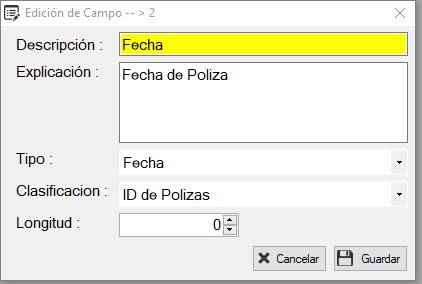 Edición de Campo -- > 2
Descripción : Fecha
Explicación : Fecha de Poliza
Tipo : Fecha
Clasificacion : ID de Polizas
Longitud : 0
Cancelar Guardar